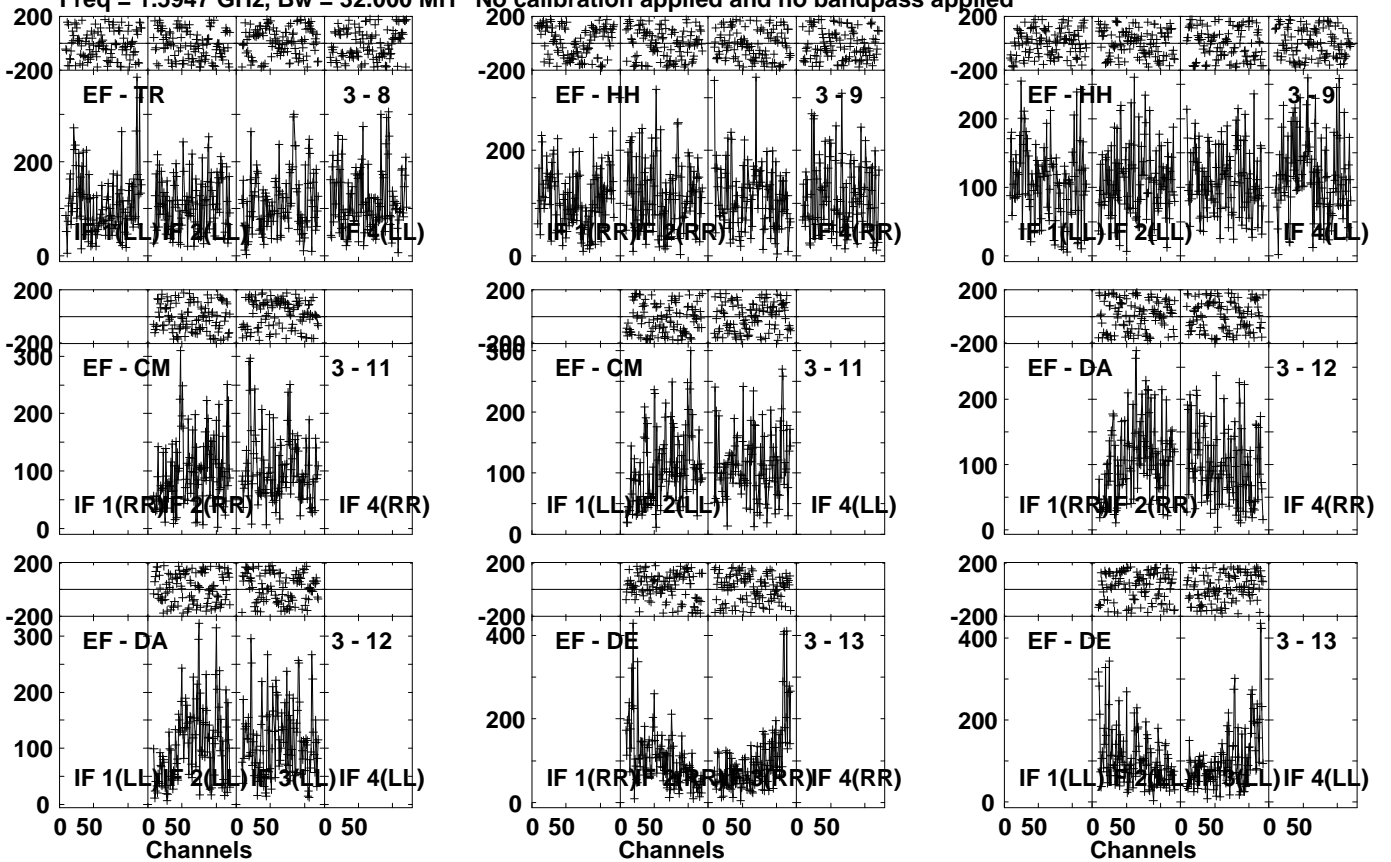 Freq = 1.5947 GHz, Bw = 32.000 MH No calibration applied and no bandpass applied
200 200 200
-200 -200 -200
EF - TR 3 - 8 EF - HH 3 - 9 EF - HH 3 - 9
200 200 200
100
IF 1(LL) IF 2(LL) IF 4(LL) IF 1(RR) IF 2(RR) IF 4(RR) IF 1(LL) IF 2(LL) IF 4(LL)
0 0 0
200 200 200
-200 -200 -200
300 300
EF - CM 3 - 11 EF - CM 3 - 11 EF - DA 3 - 12
200 200 200
100 100 100
IF 1(RR) IF 2(RR) IF 4(RR) IF 1(LL) IF 2(LL) IF 4(LL) IF 1(RR) IF 2(RR) IF 4(RR)
0 0 0
200 200 200
-200 -200 -200
300 400 400
EF - DA 3 - 12 EF - DE 3 - 13 EF - DE 3 - 13
200 200 200
100
IF 1(LL) IF 2(LL) IF 3(LL) IF 4(LL) IF 1(RR) IF 2(RR) IF 3(RR) IF 4(RR) IF 1(LL) IF 2(LL) IF 3(LL) IF 4(LL)
0 0 0
0 50 0 50 0 50 0 50 0 50 0 50 0 50 0 50 0 50 0 50 0 50 0 50
Channels Channels Channels